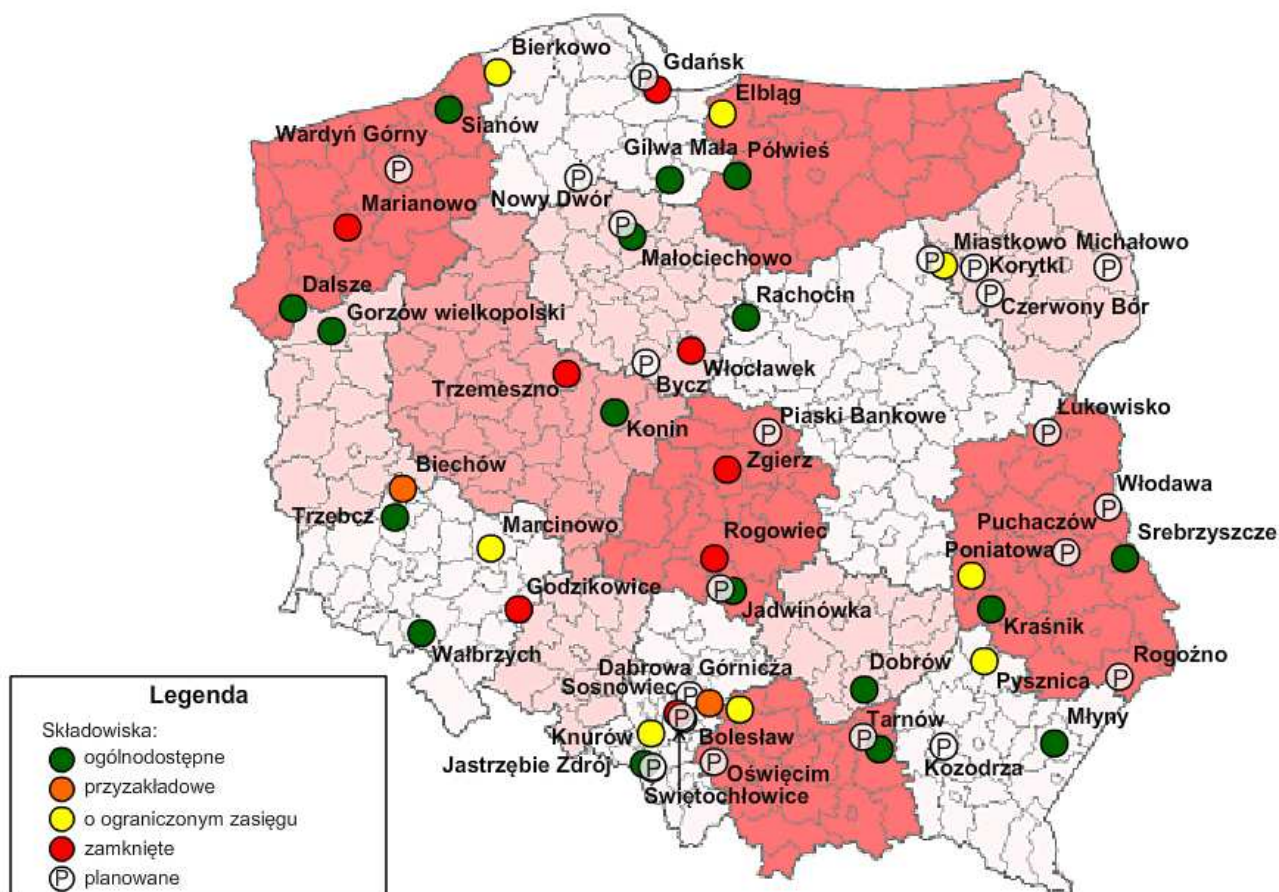 Bierkowo
Gdańsk
Elbląg
Sianów
Wardyń Górny
Gilwa Mała
Półwieś
Nowy Dwór
Marianowo
Małociechowo
Miastkowo
Michałowo
Korytki
Czerwony Bór
Dalsze
Gorzów wielkopolski
Rachocin
Włocławek
Trzemeszno
Bycz
Konin
Piaski Bankowe
Łukowisko
Zgierz
Biechów
Trzebcz
Marcinowo
Włodawa
Puchaczów
Srebrzyszcze
Rogowiec
Poniatowa
Godzikowice
Jadwinówka
Kraśnik
Wałbrzych
Dabrowa Górnicza
Dobrów
Rogoźno
Pysznica
Sosnowiec
Tarnów
Młyny
Knurów
Bolesław
Jastrzębie Zdrój
Oświęcim
Kozodrza
Świętochłowice
Legenda
Składowiska:
ogólnodostępne
przyzakładowe
o ograniczonym zasięgu
zamknięte
P planowane